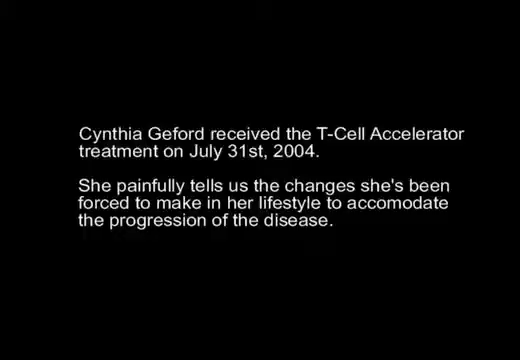 Cynthia Geford received the T-Cell Accelerator
treatment on July 31st, 2004.
She painfully tells us the changes she's been
forced to make in her lifestyle to accomodate
the progression of the disease.